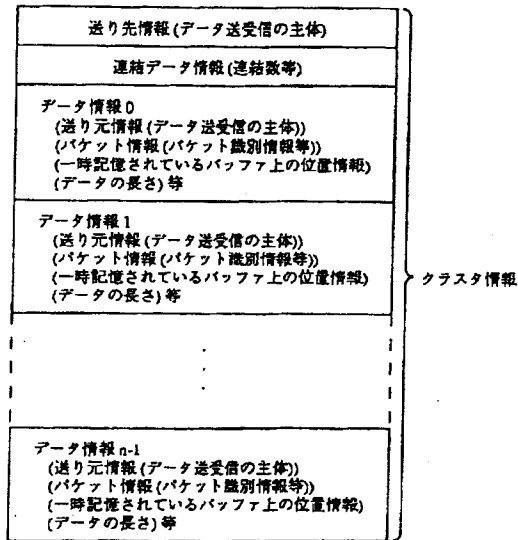 送り先情報(データ送受信の主体)
連結データ情報(連結数等)
データ情報0
(送り元情報(データ送受信の主体))
(パケット情報(パケット識別情報等))
(一時記憶されているバッファ上の位置情報)
(データの長さ)等
データ情報1
(送り元情報(データ送受信の主体))
(パケット情報(パケット識別情報等))
(一時記憶されているバッファ上の位置情報)
(データの長さ)等
クラスタ情報
データ情報n-1
(送り元情報(データ送受信の主体))
(パケット情報(パケット識別情報等))
(一時記憶されているバッファ上の位置情報)
(データの長さ)等